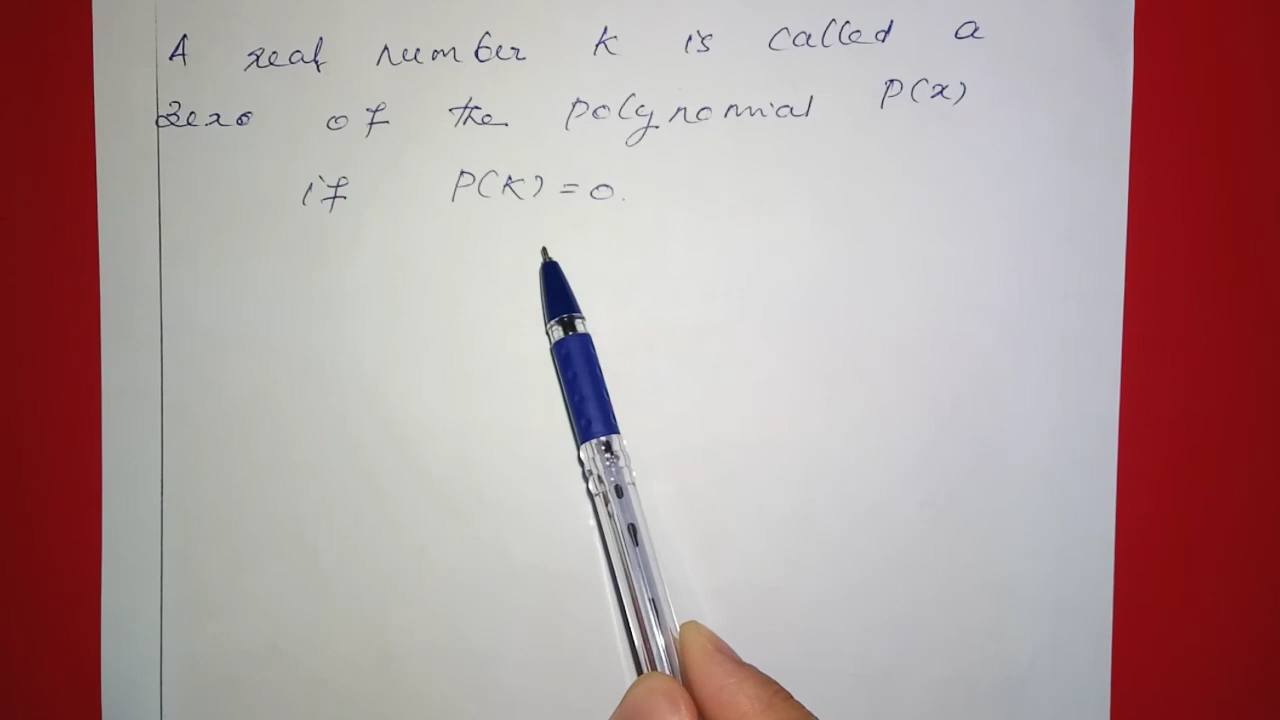 A real number k is called a
zero of the polynomial P(x)
if P(k) = 0.